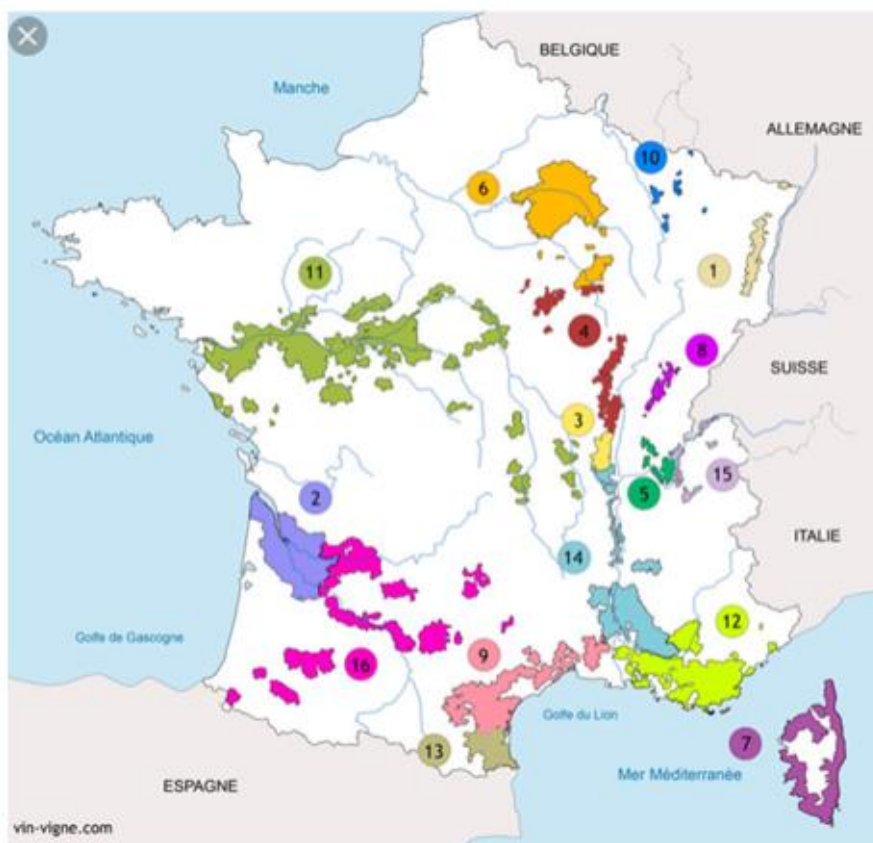 BELGIQUE
Manche
ALLEMAGNE
10
6
11
1
4
8
SUISSE
3
Océan Atlantique
2
5
15
ITALIE
14
12
Golfe de Gascogne
9
16
Golfe du Lion
13
7
Mer Méditerranée
ESPAGNE
vin-vigne.com